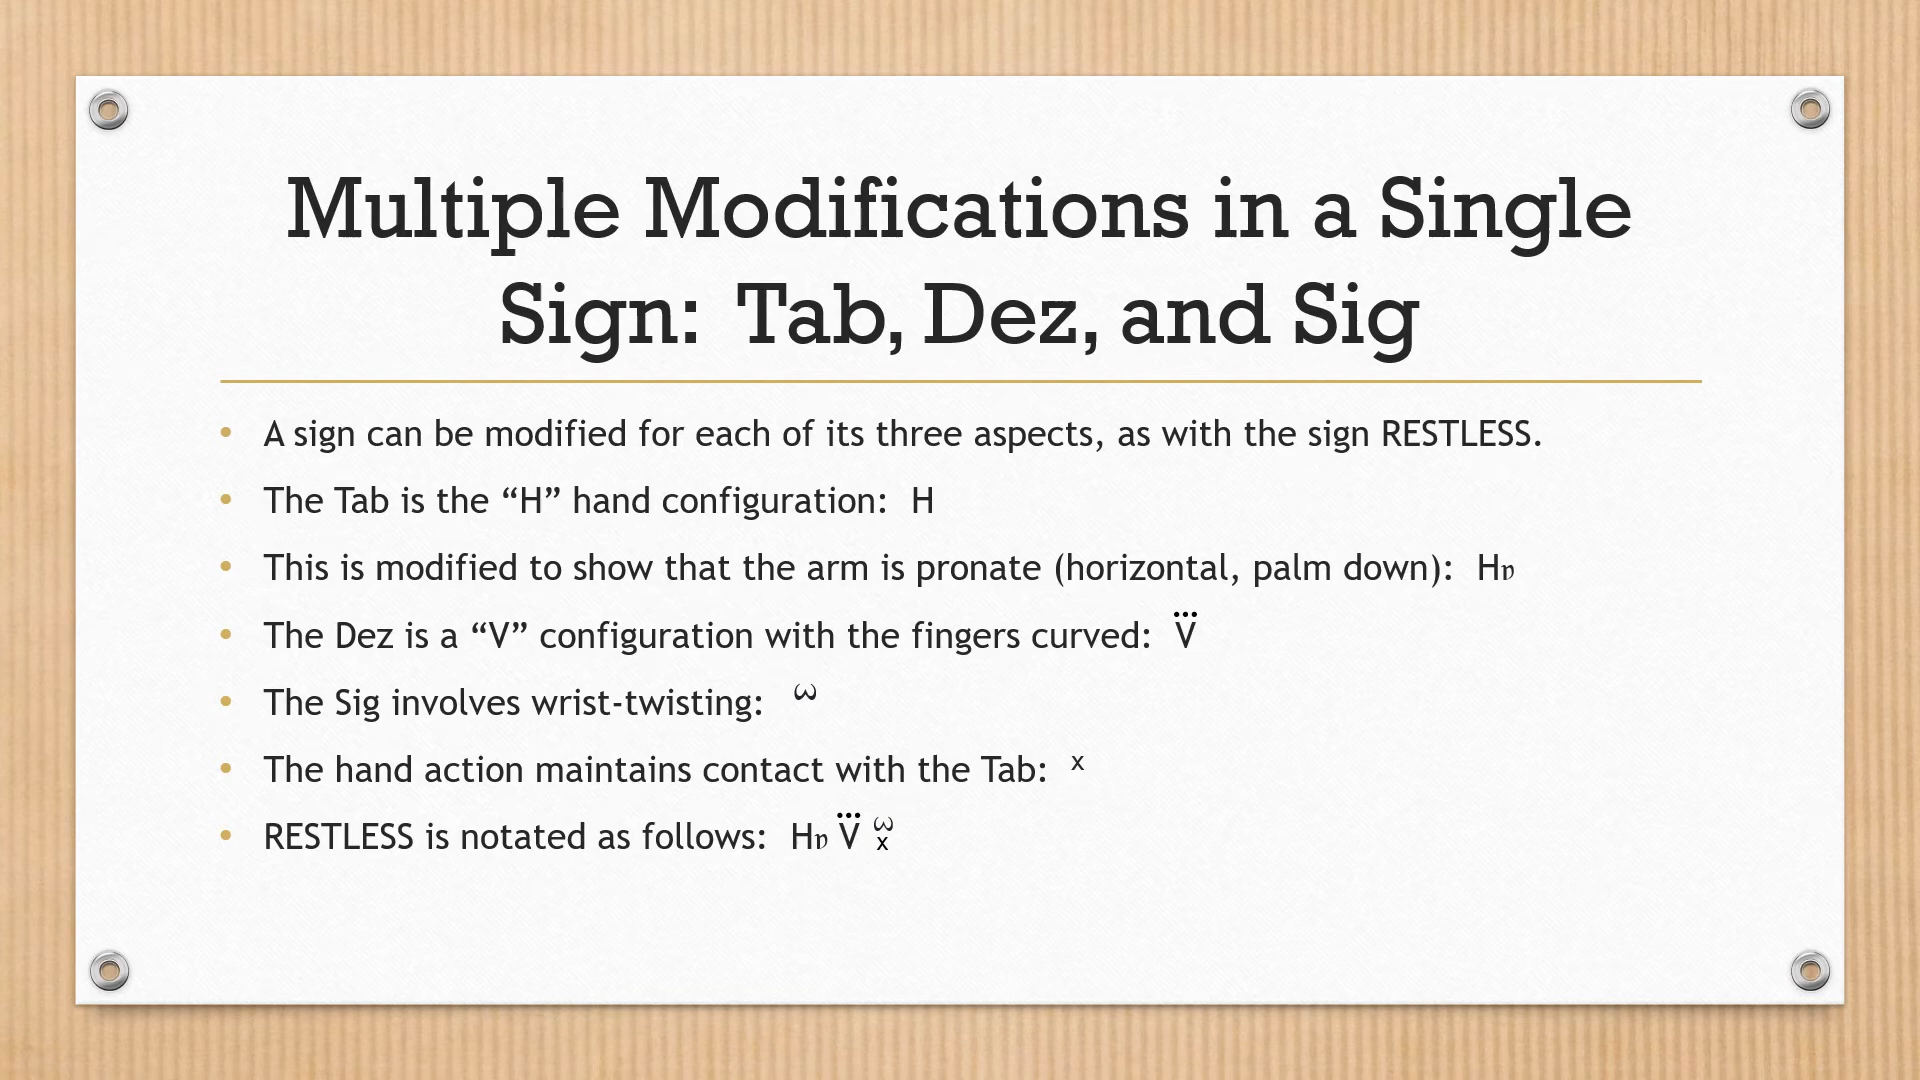 Multiple Modifications in a Single
Sign:  Tab, Dez, and Sig
• A sign can be modified for each of its three aspects, as with the sign RESTLESS.
• The Tab is the “H” hand configuration:  H
• This is modified to show that the arm is pronate (horizontal, palm down):  Hɒ
• The Dez is a “V” configuration with the fingers curved:  V⃛
• The Sig involves wrist-twisting:  ω
• The hand action maintains contact with the Tab:  x
• RESTLESS is notated as follows:  Hɒ V⃛ ω x